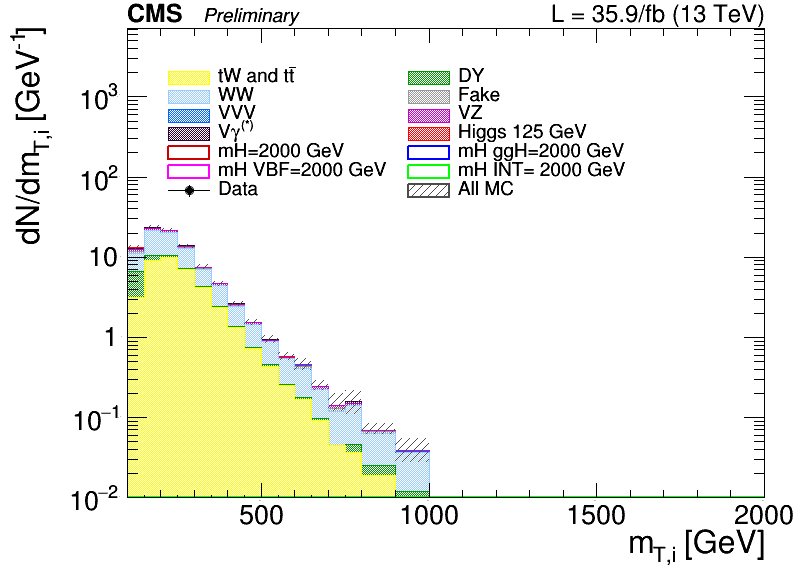 CMS Preliminary L = 35.9/fb (13 TeV)
dN/dm_{T,i} [GeV⁻¹]
tW and tt̄ DY
WW Fake
VVV VZ
Vγ^(*) Higgs 125 GeV
mH=2000 GeV mH ggH=2000 GeV
mH VBF=2000 GeV mH INT= 2000 GeV
Data All MC
10³
10²
10
1
10⁻¹
10⁻²
500 1000 1500 2000
m_{T,i} [GeV]